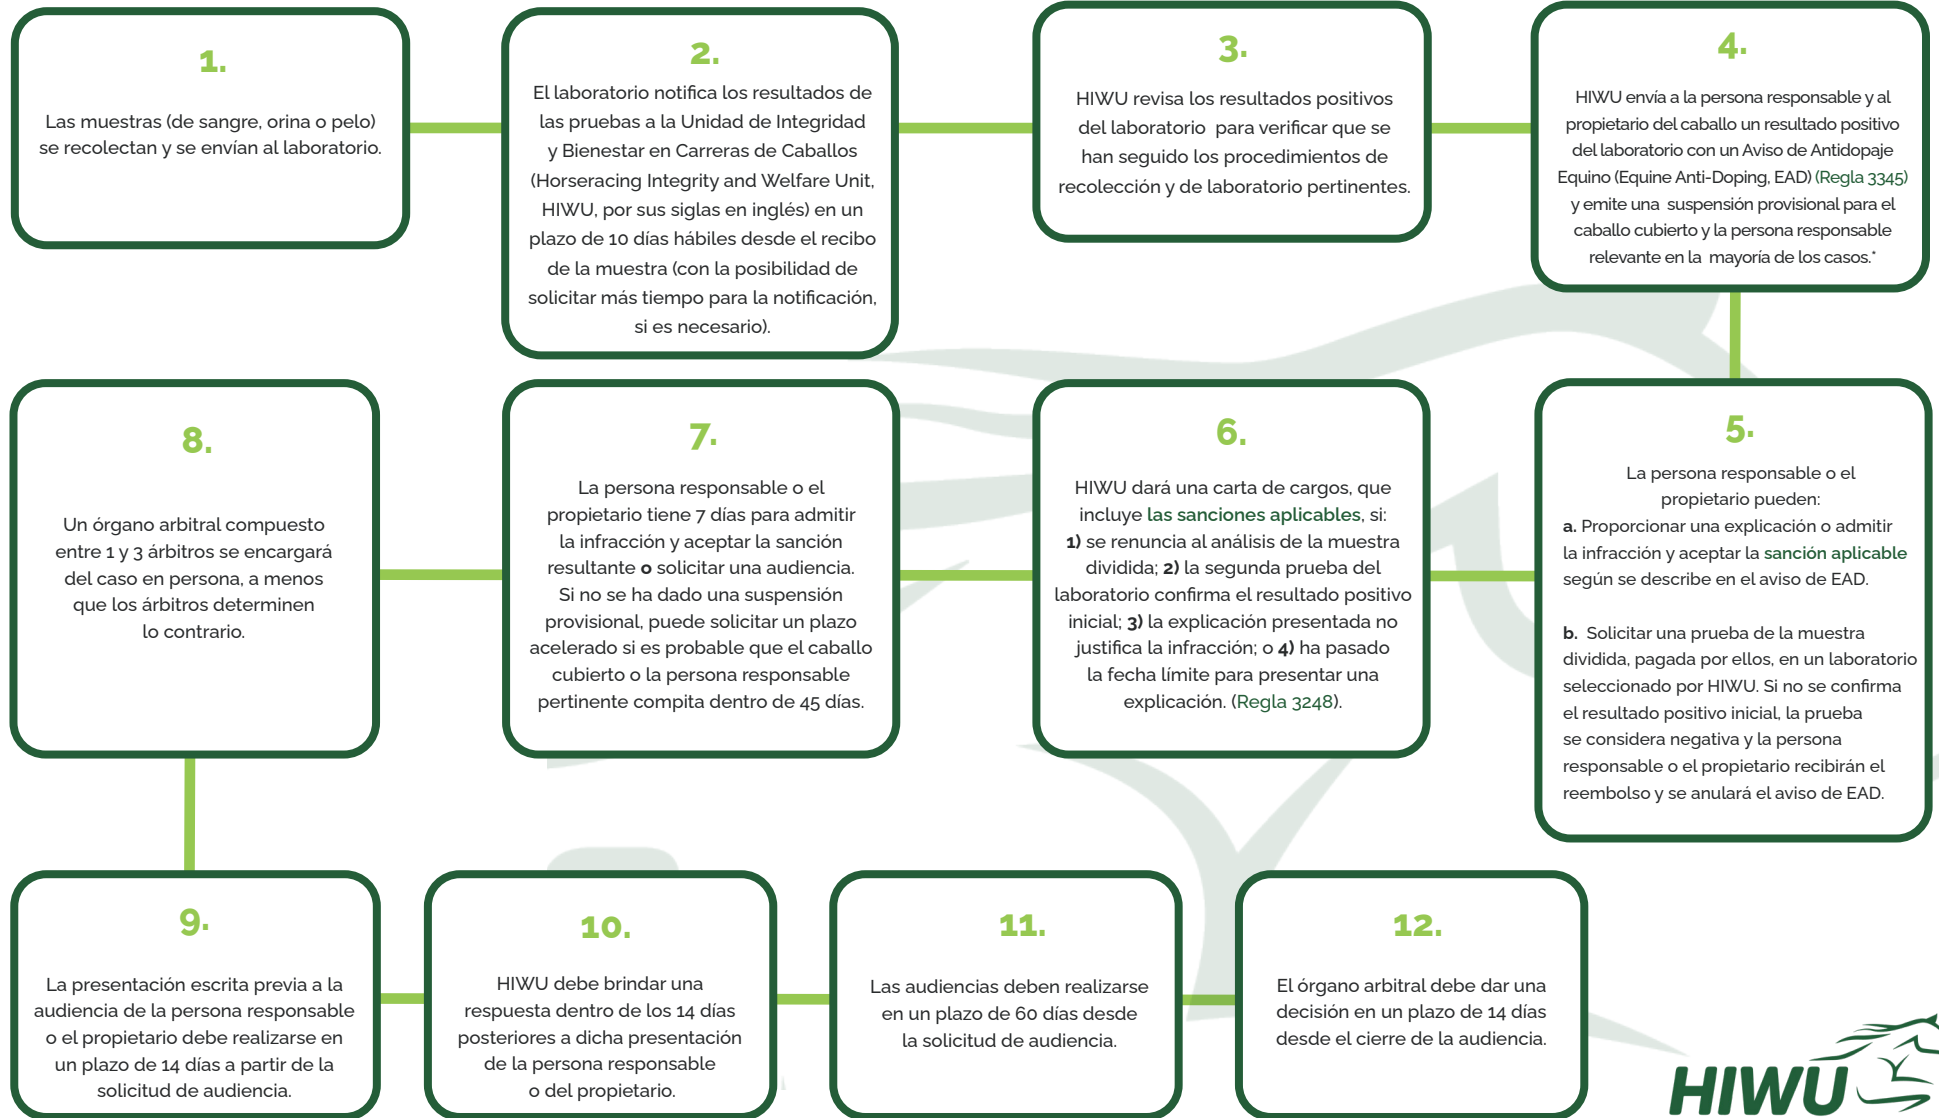 1.
Las muestras (de sangre, orina o pelo)
se recolectan y se envían al laboratorio.
2.
El laboratorio notifica los resultados de
las pruebas a la Unidad de Integridad
y Bienestar en Carreras de Caballos
(Horseracing Integrity and Welfare Unit,
HIWU, por sus siglas en inglés) en un
plazo de 10 días hábiles desde el recibo
de la muestra (con la posibilidad de
solicitar más tiempo para la notificación,
si es necesario).
3.
HIWU revisa los resultados positivos
del laboratorio para verificar que se
han seguido los procedimientos de
recolección y de laboratorio pertinentes.
4.
HIWU envía a la persona responsable y al
propietario del caballo un resultado positivo
del laboratorio con un Aviso de Antidopaje
Equino (Equine Anti-Doping, EAD) (Regla 3345)
y emite una suspensión provisional para el
caballo cubierto y la persona responsable
relevante en la mayoría de los casos.*
5.
La persona responsable o el
propietario pueden:
a. Proporcionar una explicación o admitir
la infracción y aceptar la sanción aplicable
según se describe en el aviso de EAD.
b. Solicitar una prueba de la muestra
dividida, pagada por ellos, en un laboratorio
seleccionado por HIWU. Si no se confirma
el resultado positivo inicial, la prueba
se considera negativa y la persona
responsable o el propietario recibirán el
reembolso y se anulará el aviso de EAD.
6.
HIWU dará una carta de cargos, que
incluye las sanciones aplicables, si:
1) se renuncia al análisis de la muestra
dividida; 2) la segunda prueba del
laboratorio confirma el resultado positivo
inicial; 3) la explicación presentada no
justifica la infracción; o 4) ha pasado
la fecha límite para presentar una
explicación. (Regla 3248).
7.
La persona responsable o el
propietario tiene 7 días para admitir
la infracción y aceptar la sanción
resultante o solicitar una audiencia.
Si no se ha dado una suspensión
provisional, puede solicitar un plazo
acelerado si es probable que el caballo
cubierto o la persona responsable
pertinente compita dentro de 45 días.
8.
Un órgano arbitral compuesto
entre 1 y 3 árbitros se encargará
del caso en persona, a menos
que los árbitros determinen
lo contrario.
9.
La presentación escrita previa a la
audiencia de la persona responsable
o el propietario debe realizarse en
un plazo de 14 días a partir de la
solicitud de audiencia.
10.
HIWU debe brindar una
respuesta dentro de los 14 días
posteriores a dicha presentación
de la persona responsable
o del propietario.
11.
Las audiencias deben realizarse
en un plazo de 60 días desde
la solicitud de audiencia.
12.
El órgano arbitral debe dar una
decisión en un plazo de 14 días
desde el cierre de la audiencia.
HIWU